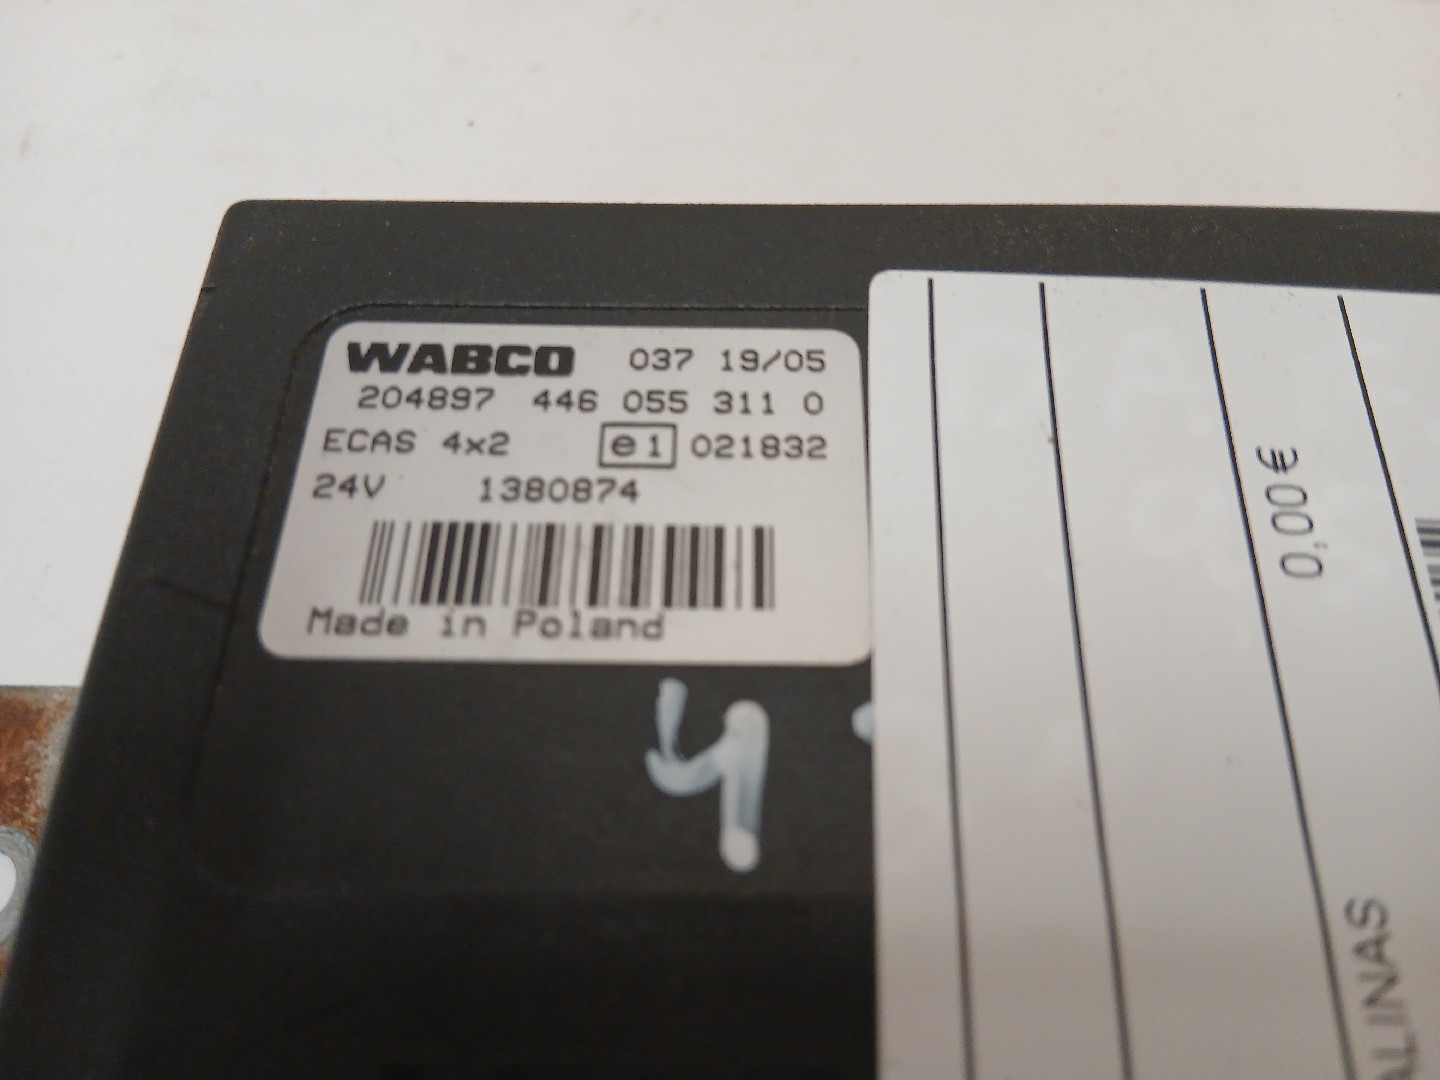 WABCO 037 19/05
204897 446 055 311 0
ECAS 4x2 e1 021832
24V 1380874
Made in Poland
4
0,00€